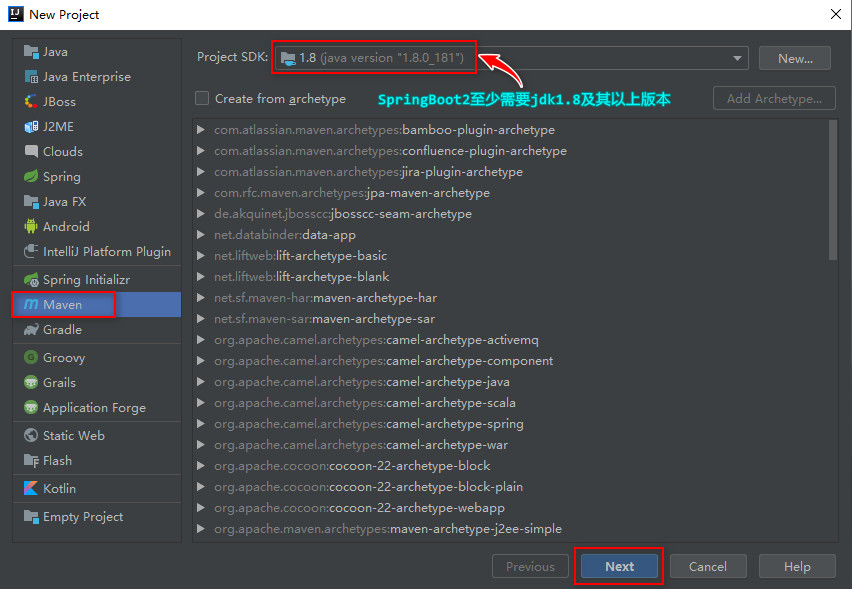 New Project
Java
Java Enterprise
JBoss
J2ME
Clouds
Spring
Java FX
Android
IntelliJ Platform Plugin
Spring Initializr
Maven
Gradle
Groovy
Grails
Application Forge
Static Web
Flash
Kotlin
Empty Project
Project SDK: 1.8 (java version "1.8.0_181") New...
Create from archetype SpringBoot2至少需要jdk1.8及其以上版本 Add Archetype...
com.atlassian.maven.archetypes:bamboo-plugin-archetype
com.atlassian.maven.archetypes:confluence-plugin-archetype
com.atlassian.maven.archetypes:jira-plugin-archetype
com.rfc.maven.archetypes:jpa-maven-archetype
de.akquinet.jbosscc:jbosscc-seam-archetype
net.databinder:data-app
net.liftweb:lift-archetype-basic
net.liftweb:lift-archetype-blank
net.sf.maven-har:maven-archetype-har
net.sf.maven-sar:maven-archetype-sar
org.apache.camel.archetypes:camel-archetype-activemq
org.apache.camel.archetypes:camel-archetype-component
org.apache.camel.archetypes:camel-archetype-java
org.apache.camel.archetypes:camel-archetype-scala
org.apache.camel.archetypes:camel-archetype-spring
org.apache.camel.archetypes:camel-archetype-war
org.apache.cocoon:cocoon-22-archetype-block
org.apache.cocoon:cocoon-22-archetype-block-plain
org.apache.cocoon:cocoon-22-archetype-webapp
org.apache.maven.archetypes:maven-archetype-j2ee-simple
Previous Next Cancel Help